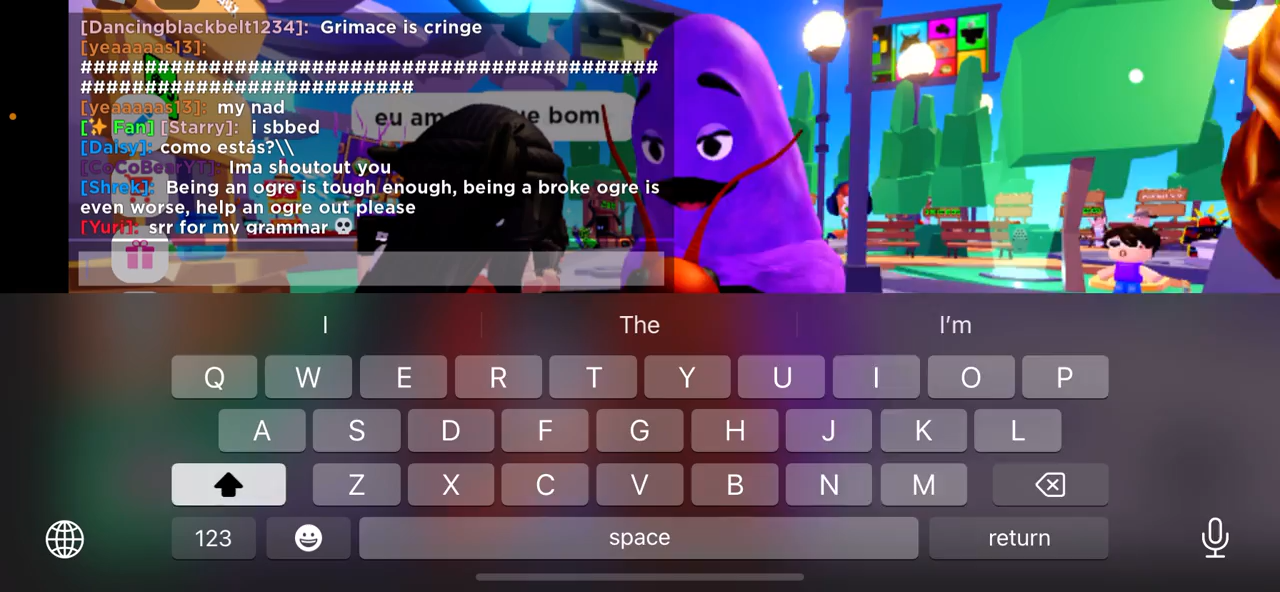 [Dancingblackbelt1234]: Grimace is cringe
[yeaaaaas13]:
#############################################
##########################
[yeaaaaas13]: my nad
eu am e bom
[✨ Fan] [Starry]: i sbbed
[Daisy]: como estás?\\
[CoCoBearYT]: Ima shoutout you
[Shrek]: Being an ogre is tough enough, being a broke ogre is
even worse, help an ogre out please
[Yuri]: srr for my grammar 💀
I The I'm
Q W E R T Y U I O P
A S D F G H J K L
Z X C V B N M
123 space return